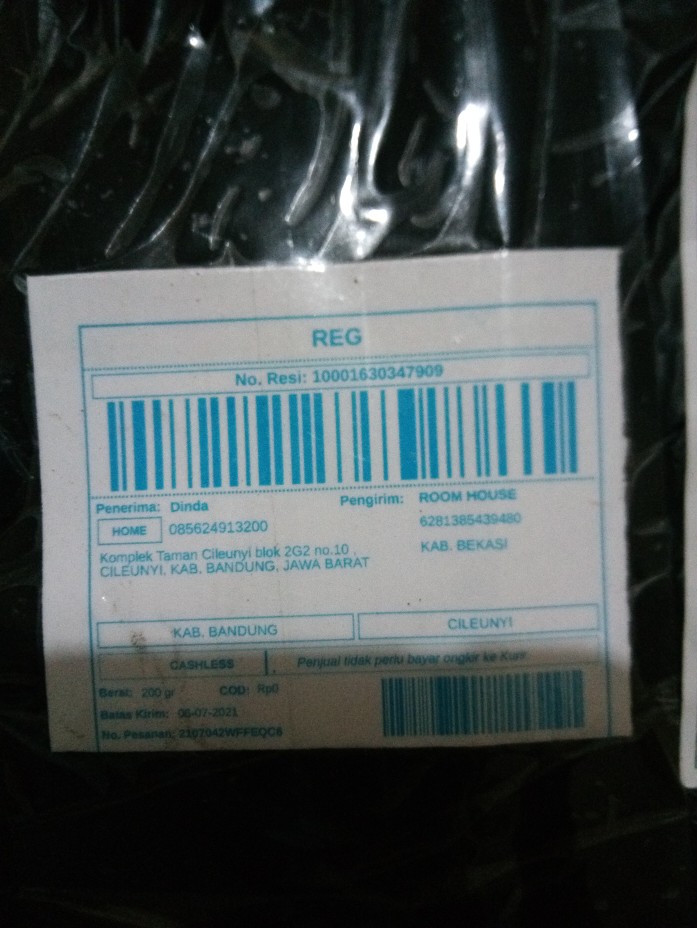 REG
No. Resi: 10001630347909
Penerima: Dinda
HOME 085624913200
Komplek Taman Cileunyi blok 2G2 no.10 ,
CILEUNYI, KAB. BANDUNG, JAWA BARAT
Pengirim: ROOM HOUSE
6281385439480
KAB. BEKASI
KAB. BANDUNG
CILEUNYI
CASHLESS
Penjual tidak perlu bayar ongkir ke Kurir
Berat: 200 gr
COD: Rp0
Batas Kirim: 06-07-2021
No. Pesanan: 2107042WFFEQC8